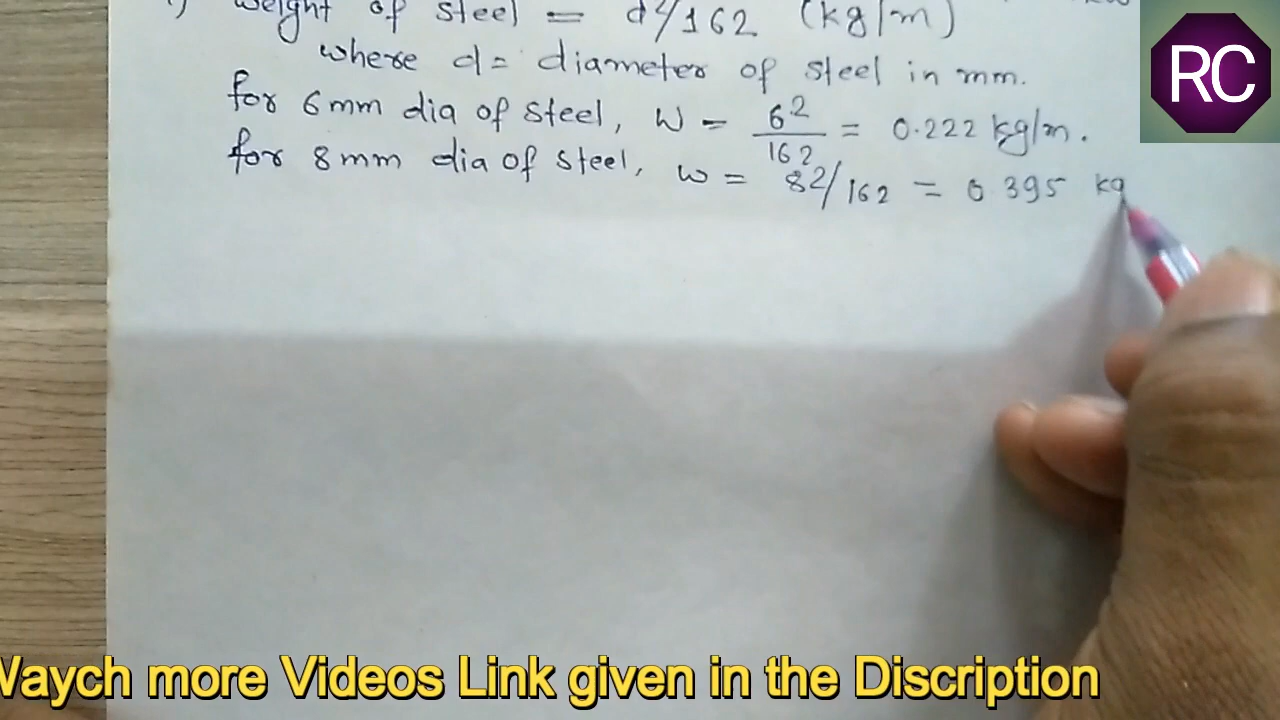 1) weight of steel = d²/162 (kg/m)
where d = diameter of steel in mm.
for 6mm dia of steel, W = 6²/162 = 0.222 kg/m.
for 8mm dia of steel, w = 8²/162 = 0.395 kg
RC
Waych more Videos Link given in the Discription